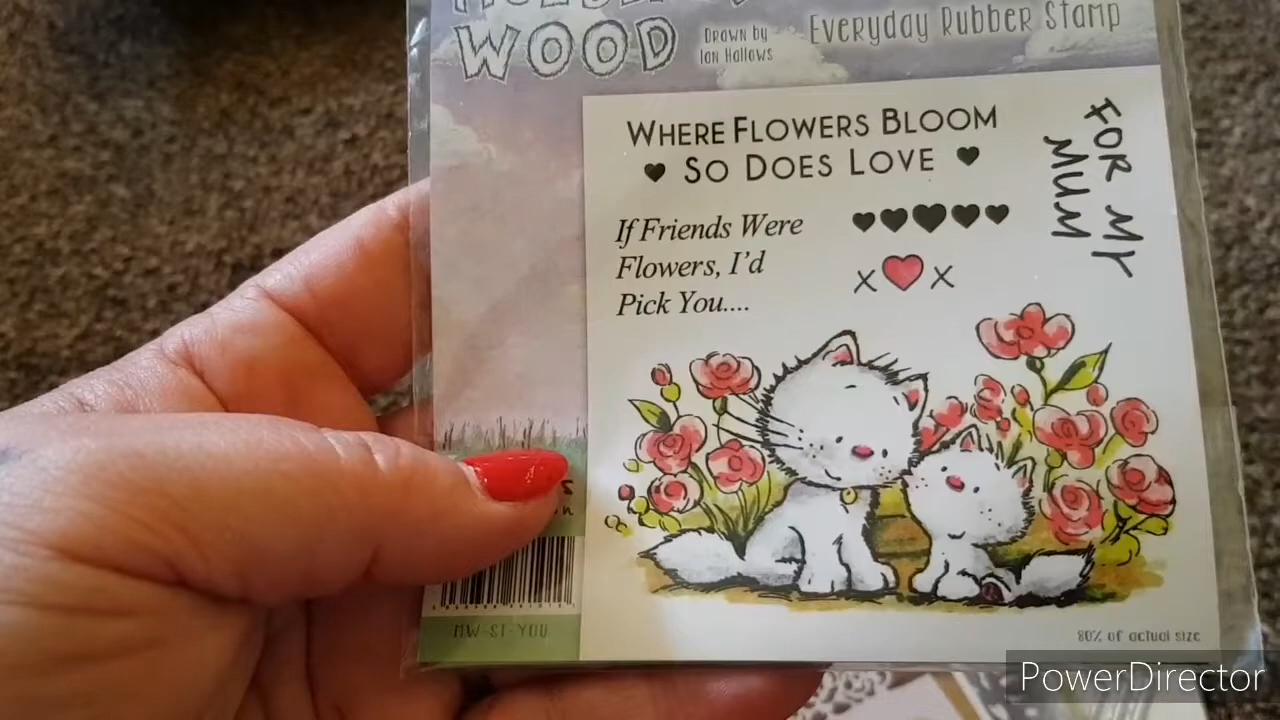 WOOD
Drawn by
Ian Hallows
Everyday Rubber Stamp
WHERE FLOWERS BLOOM
SO DOES LOVE
If Friends Were
Flowers, I'd
Pick You....
X X
FOR MY
MUM
MW-ST-YOU
80% of actual size
PowerDirector